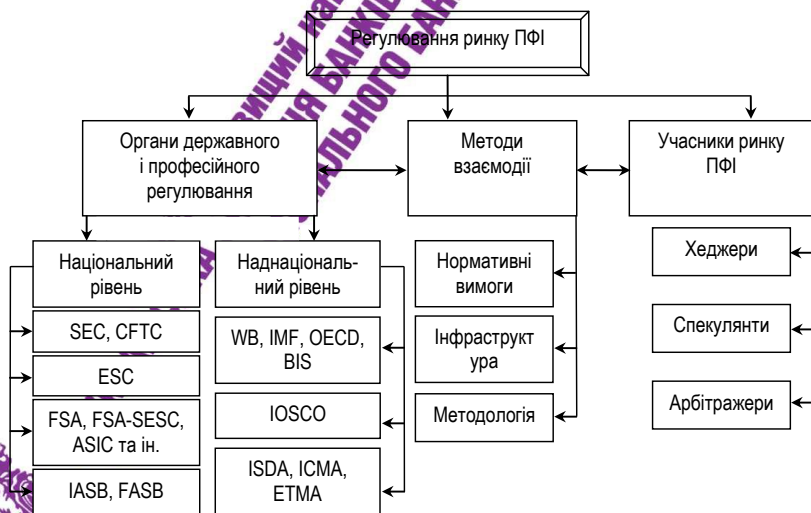 Регулювання ринку ПФІ
Органи державного
і професійного
регулювання
Методи
взаємодії
Учасники ринку
ПФІ
Національний
рівень
SEC, CFTC
ESC
FSA, FSA-SESC,
ASIC та ін.
IASB, FASB
Наднаціональ-
ний рівень
WB, IMF, OECD,
BIS
IOSCO
ISDA, ICMA,
ETMA
Нормативні
вимоги
Інфраструкт
ура
Методологія
Хеджери
Спекулянти
Арбітражери